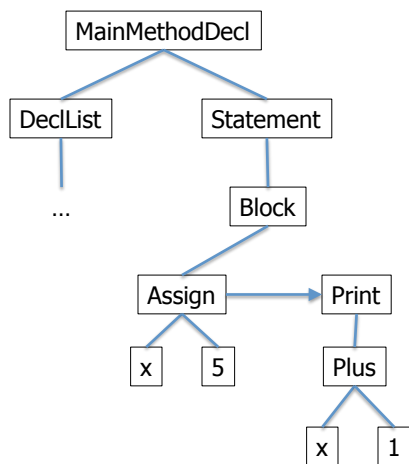 MainMethodDecl
DeclList Statement
...
Block
Assign Print
x 5 Plus
x 1